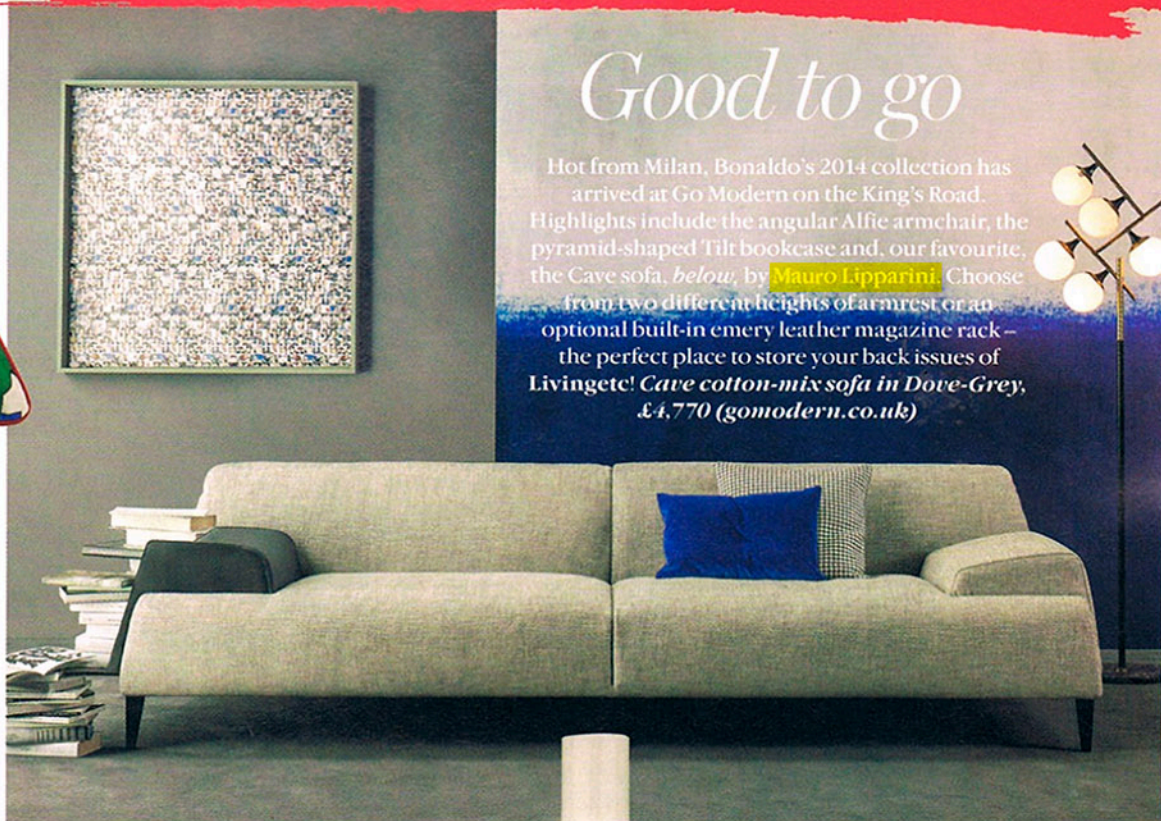 Good to go
Hot from Milan, Bonaldo's 2014 collection has
arrived at Go Modern on the King's Road.
Highlights include the angular Alfie armchair, the
pyramid-shaped Tilt bookcase and, our favourite,
the Cave sofa, below, by Mauro Lipparini. Choose
from two different heights of armrest or an
optional built-in emery leather magazine rack –
the perfect place to store your back issues of
Livingetc! Cave cotton-mix sofa in Dove-Grey,
£4,770 (gomodern.co.uk)